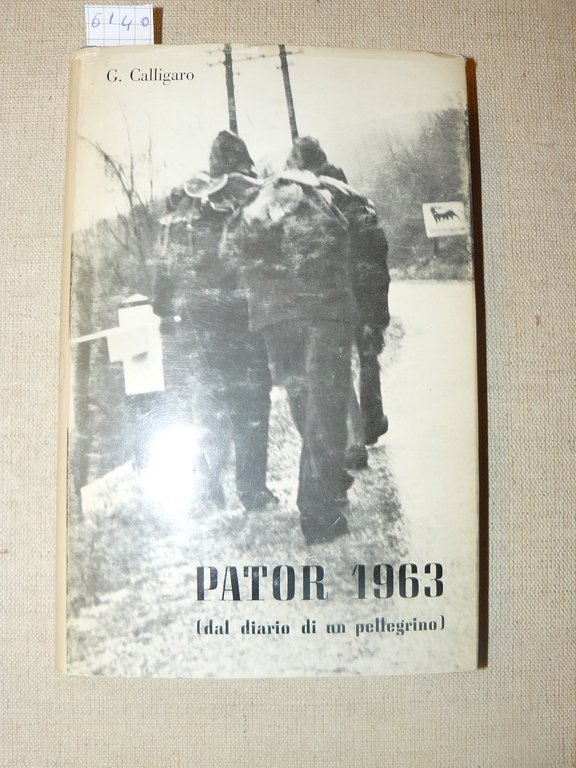 6140
G. Calligaro
PATOR 1963
(dal diario di un pellegrino)